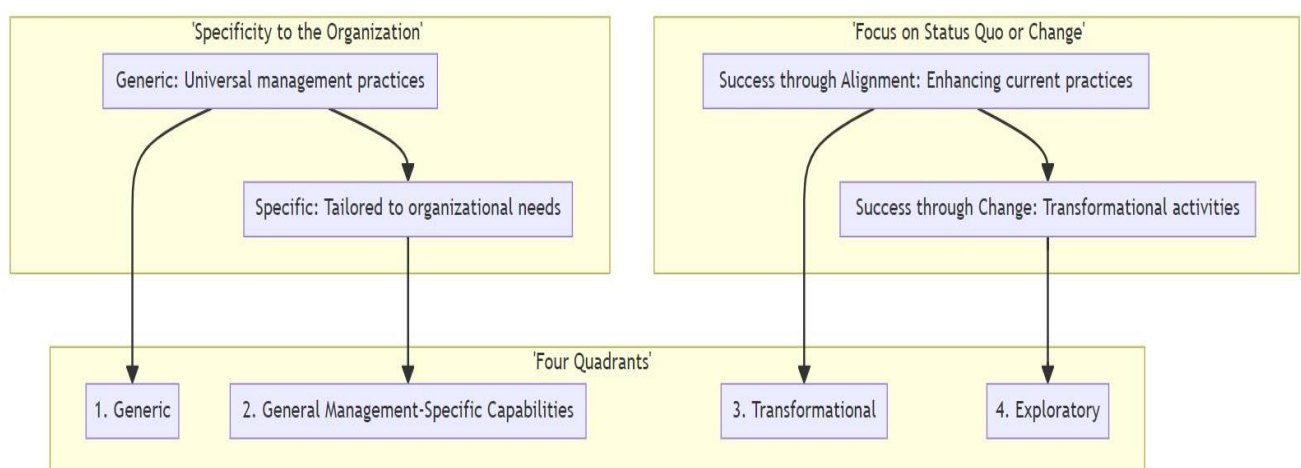 'Specificity to the Organization'
Generic: Universal management practices
Specific: Tailored to organizational needs
'Focus on Status Quo or Change'
Success through Alignment: Enhancing current practices
Success through Change: Transformational activities
'Four Quadrants'
1. Generic
2. General Management-Specific Capabilities
3. Transformational
4. Exploratory